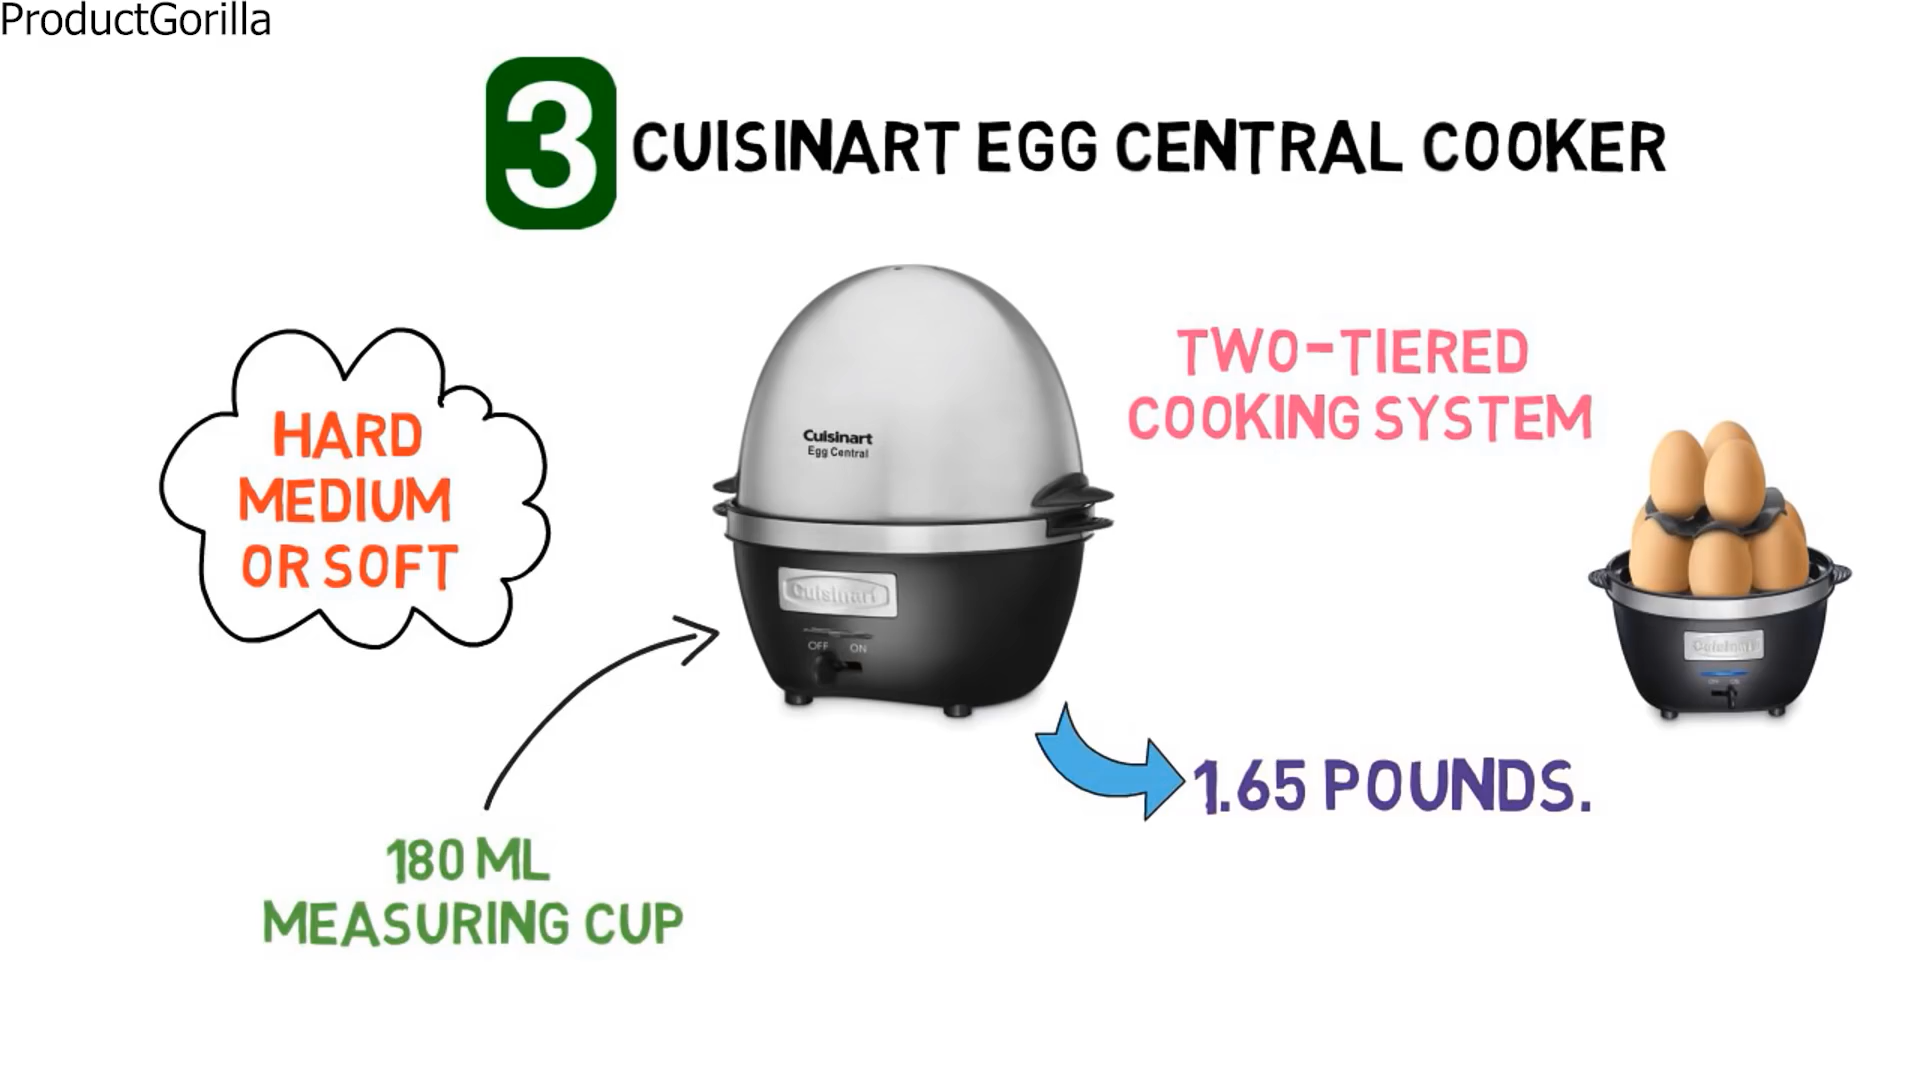 ProductGorilla
3 CUISINART EGG CENTRAL COOKER
HARD
MEDIUM
OR SOFT
Cuisinart
Egg Central
Cuisinart
OFF ON
TWO-TIERED
COOKING SYSTEM
Cuisinart
1.65 POUNDS.
180 ML
MEASURING CUP